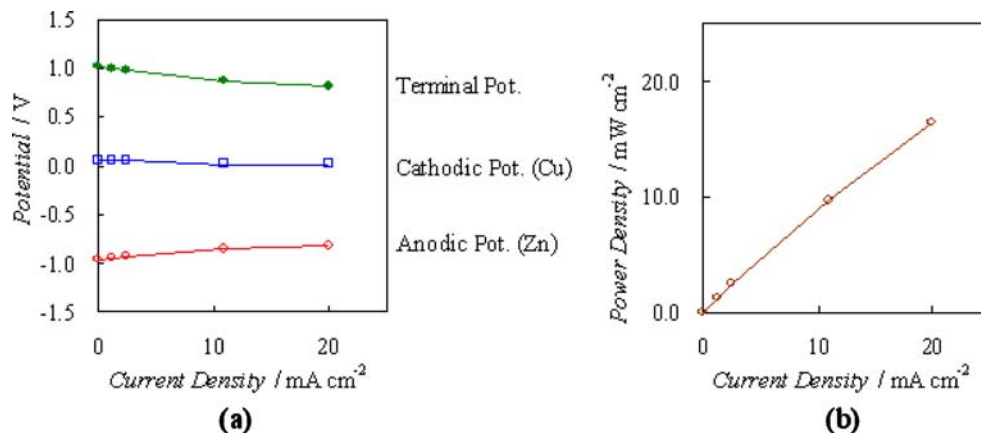 1.5
1.0
0.5
0.0
-0.5
-1.0
-1.5
Potential / V
0 10 20
Current Density / mA cm-2
Terminal Pot.
Cathodic Pot. (Cu)
Anodic Pot. (Zn)
(a)
20.0
10.0
0.0
Power Density / mW cm-2
0 10 20
Current Density / mA cm-2
(b)